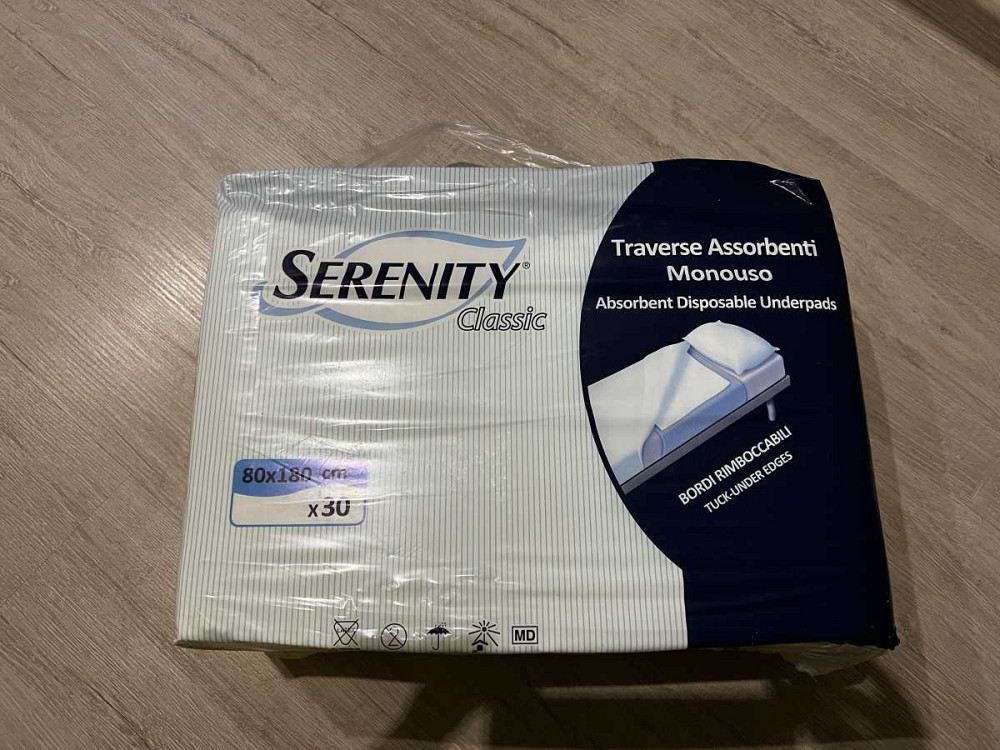 SERENITY®
Classic
Traverse Assorbenti
Monouso
Absorbent Disposable Underpads
BORDI RIMBOCCABILI
TUCK-UNDER EDGES
80x180 cm
x30
MD